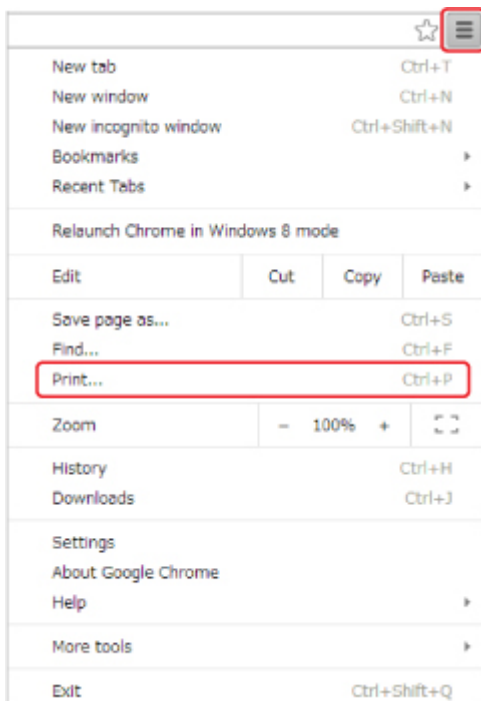 New tab Ctrl+T
New window Ctrl+N
New incognito window Ctrl+Shift+N
Bookmarks
Recent Tabs
Relaunch Chrome in Windows 8 mode
Edit Cut Copy Paste
Save page as... Ctrl+S
Find... Ctrl+F
Print... Ctrl+P
Zoom − 100% +
History Ctrl+H
Downloads Ctrl+J
Settings
About Google Chrome
Help
More tools
Exit Ctrl+Shift+Q